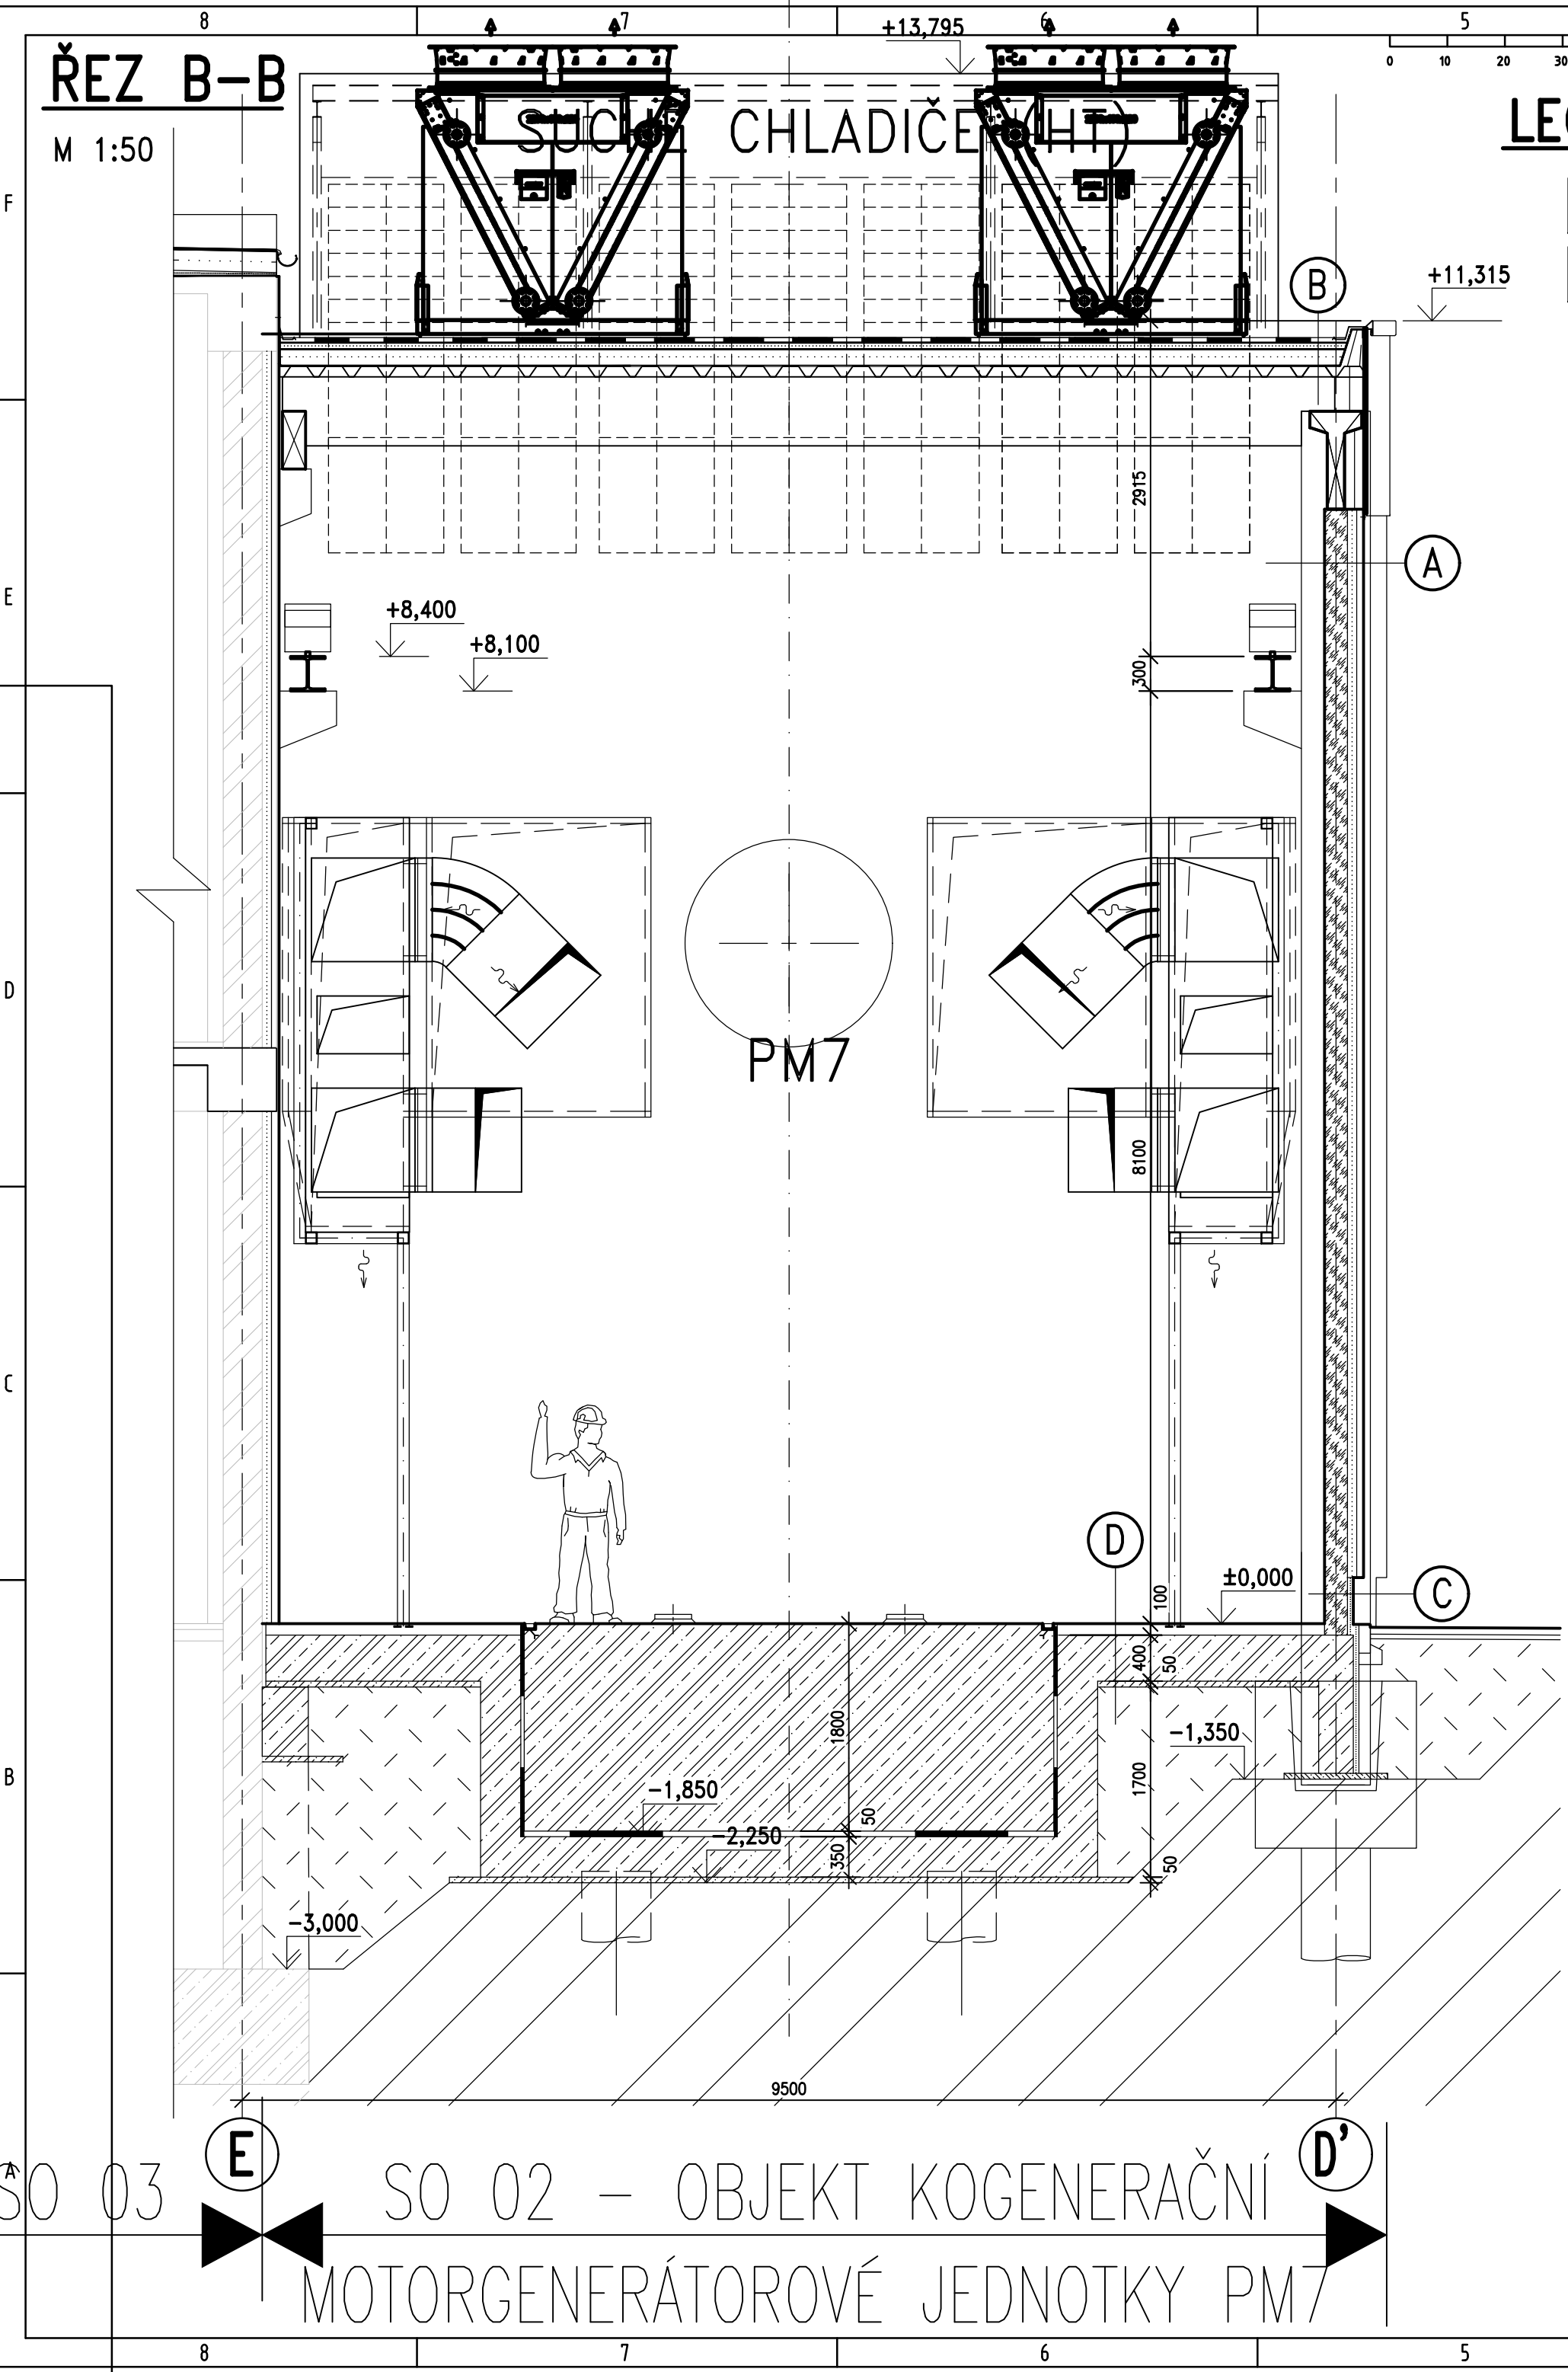 8 7 6 5
+13,795
0 10 20 30
ŘEZ B-B
M 1:50
CHLADIČE (HT)
F
B
+11,315
2915
A
E
+8,400
+8,100
300
D
PM7
8100
C
D
±0,000
C
100
400
50
1800
-1,350
B
1700
-1,850
50
-2,250
350
50
-3,000
9500
E
D'
A
SO 03
SO 02 - OBJEKT KOGENERAČNÍ
MOTORGENERÁTOROVÉ JEDNOTKY PM7
8 7 6 5